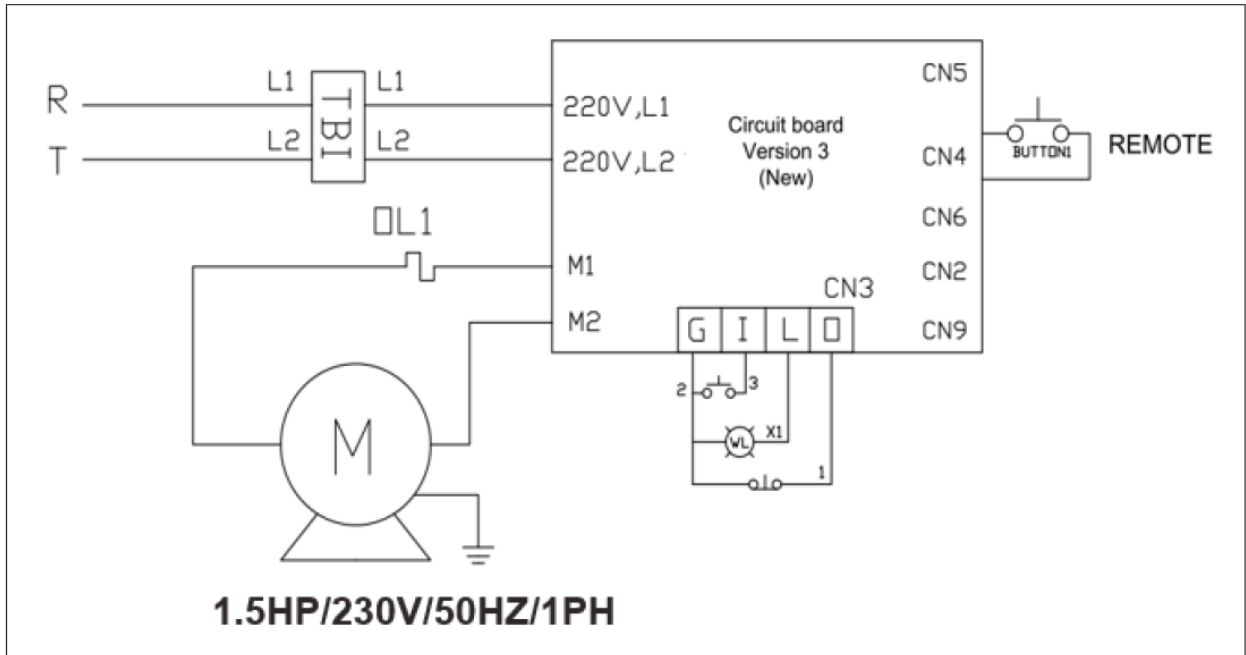 R
T
L1
L1
L2
L2
TB1
220V,L1
220V,L2
Circuit board
Version 3
(New)
CN5
CN4
CN6
CN2
CN9
BUTTON1
REMOTE
OL1
M1
M2
CN3
G I L O
2
3
WL
X1
1
M
1.5HP/230V/50HZ/1PH